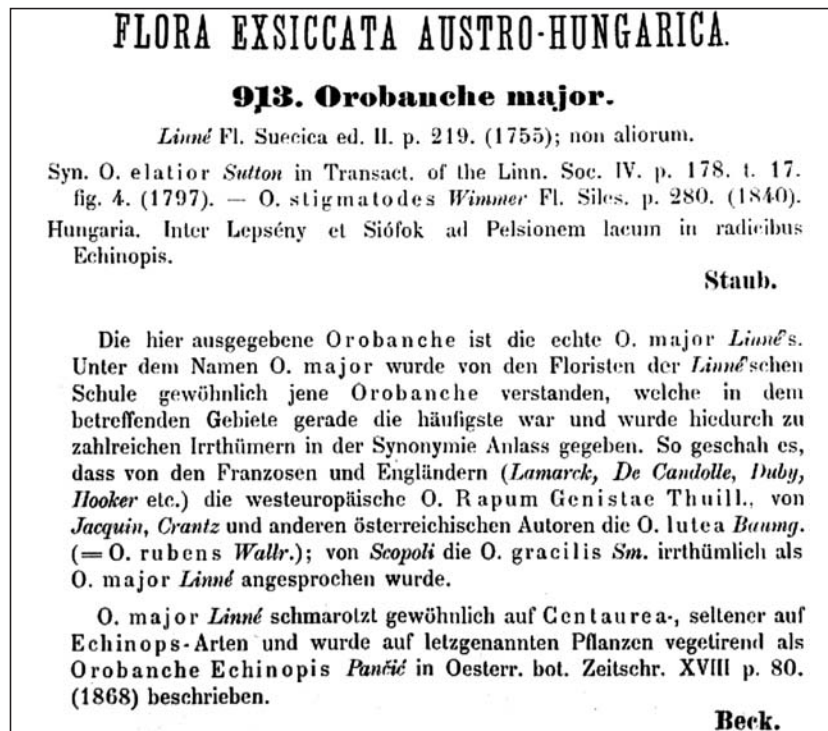 FLORA EXSICCATA AUSTRO-HUNGARICA.
913. Orobanche major.
Linné Fl. Suecica ed. II. p. 219. (1755); non aliorum.
Syn. O. elatior Sutton in Transact. of the Linn. Soc. IV. p. 178. t. 17.
fig. 4. (1797). — O. stigmatodes Wimmer Fl. Siles. p. 280. (1840).
Hungaria. Inter Lepsény et Siófok ad Pelsionem lacum in radicibus
Echinopis.
Staub.
Die hier ausgegebene Orobanche ist die echte O. major Linné's.
Unter dem Namen O. major wurde von den Floristen der Linné'schen
Schule gewöhnlich jene Orobanche verstanden, welche in dem
betreffenden Gebiete gerade die häufigste war und wurde hiedurch zu
zahlreichen Irrthümern in der Synonymie Anlass gegeben. So geschah es,
dass von den Franzosen und Engländern (Lamarck, De Candolle, Duby,
Hooker etc.) die westeuropäische O. Rapum Genistae Thuill., von
Jacquin, Crantz und anderen österreichischen Autoren die O. lutea Baumg.
(= O. rubens Wallr.); von Scopoli die O. gracilis Sm. irrthümlich als
O. major Linné angesprochen wurde.
O. major Linné schmarotzt gewöhnlich auf Centaurea-, seltener auf
Echinops-Arten und wurde auf letzgenannten Pflanzen vegetirend als
Orobanche Echinopis Pančić in Oesterr. bot. Zeitschr. XVIII p. 80.
(1868) beschrieben.
Beck.